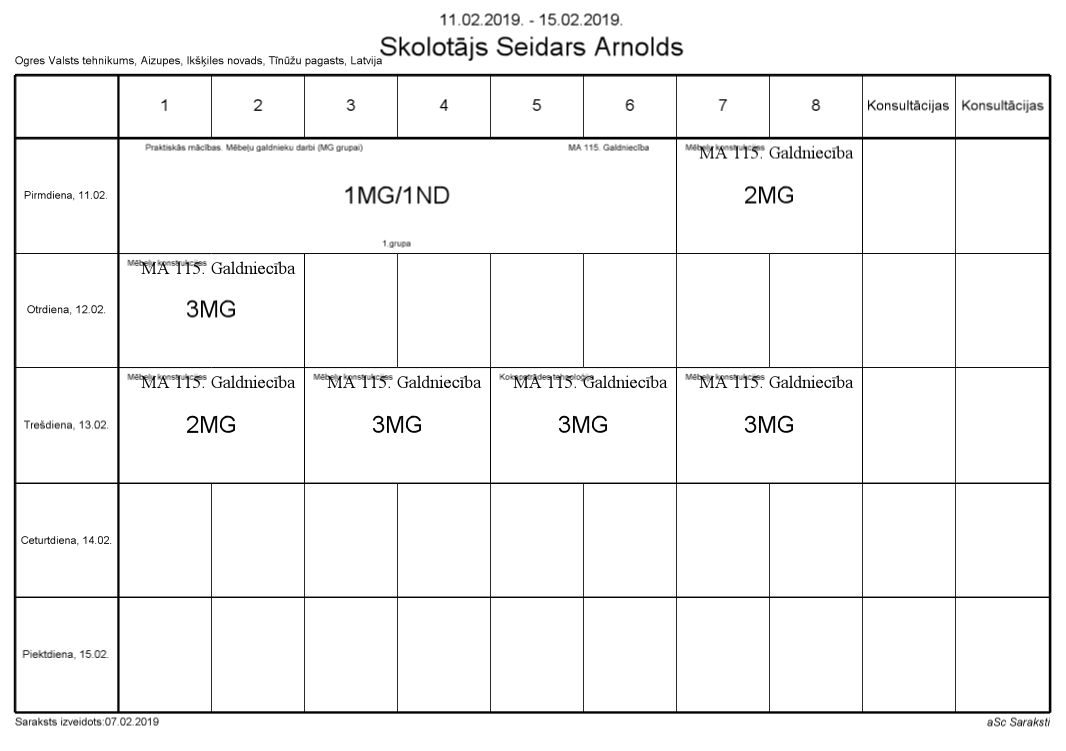 11.02.2019. - 15.02.2019.
Skolotājs Seidars Arnolds
Ogres Valsts tehnikums, Aizupes, Ikšķiles novads, Tīnūžu pagasts, Latvija
1 2 3 4 5 6 7 8 Konsultācijas Konsultācijas
Praktiskās mācības. Mēbeļu galdnieku darbi (MG grupai) MA 115. Galdniecība Mēbeļu konstrukcijas
MA 115. Galdniecība
Pirmdiena, 11.02. 1MG/1ND 2MG
1.grupa
Mēbeļu konstrukcijas
MA 115. Galdniecība
Otrdiena, 12.02. 3MG
Mēbeļu konstrukcijas Mēbeļu konstrukcijas Kokapstrādes tehnoloģija Mēbeļu konstrukcijas
MA 115. Galdniecība MA 115. Galdniecība MA 115. Galdniecība MA 115. Galdniecība
Trešdiena, 13.02. 2MG 3MG 3MG 3MG
Ceturtdiena, 14.02.
Piektdiena, 15.02.
Saraksts izveidots:07.02.2019 aSc Saraksti